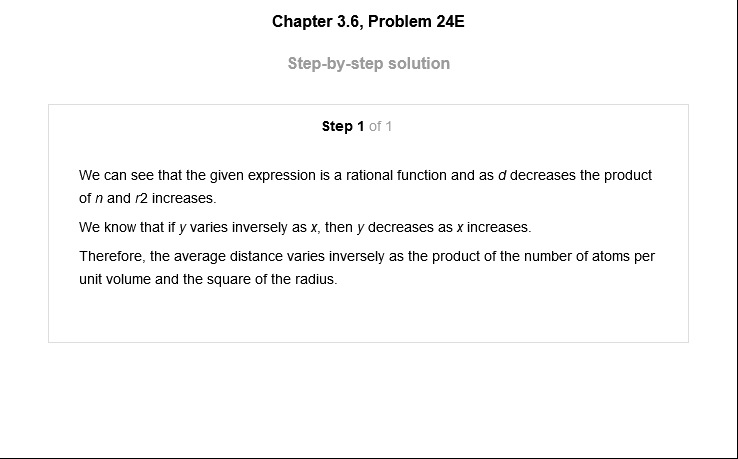 Chapter 3.6, Problem 24E
Step-by-step solution
Step 1 of 1
We can see that the given expression is a rational function and as d decreases the product
of n and r2 increases.
We know that if y varies inversely as x, then y decreases as x increases.
Therefore, the average distance varies inversely as the product of the number of atoms per
unit volume and the square of the radius.